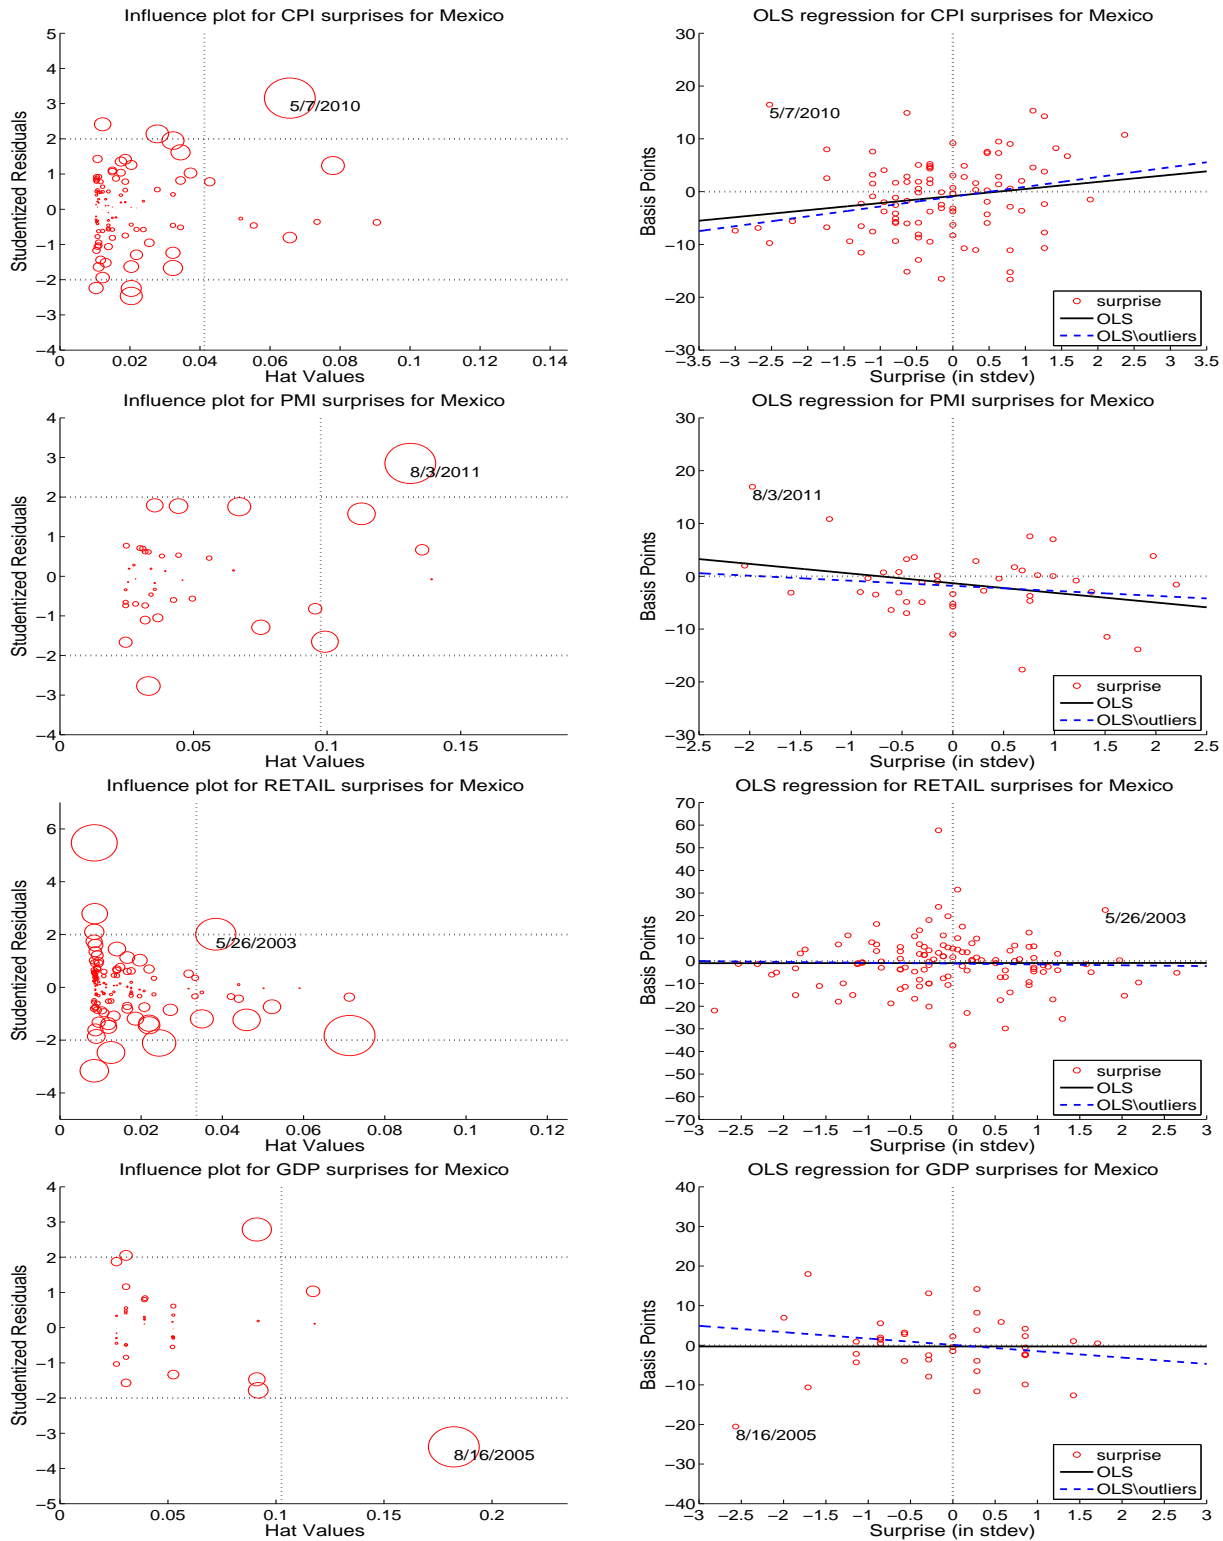 Influence plot for CPI surprises for Mexico
Studentized Residuals
5
4
3
2
1
0
−1
−2
−3
−4
5/7/2010
0 0.02 0.04 0.06 0.08 0.1 0.12 0.14
Hat Values
OLS regression for CPI surprises for Mexico
Basis Points
30
20
10
0
−10
−20
−30
5/7/2010
surprise
OLS
OLS\outliers
−3.5 −3 −2.5 −2 −1.5 −1 −0.5 0 0.5 1 1.5 2 2.5 3 3.5
Surprise (in stdev)
Influence plot for PMI surprises for Mexico
Studentized Residuals
4
3
2
1
0
−1
−2
−3
−4
8/3/2011
0 0.05 0.1 0.15
Hat Values
OLS regression for PMI surprises for Mexico
Basis Points
30
20
10
0
−10
−20
−30
8/3/2011
surprise
OLS
OLS\outliers
−2.5 −2 −1.5 −1 −0.5 0 0.5 1 1.5 2 2.5
Surprise (in stdev)
Influence plot for RETAIL surprises for Mexico
Studentized Residuals
6
4
2
0
−2
−4
5/26/2003
0 0.02 0.04 0.06 0.08 0.1 0.12
Hat Values
OLS regression for RETAIL surprises for Mexico
Basis Points
70
60
50
40
30
20
10
0
−10
−20
−30
−40
−50
−60
−70
5/26/2003
surprise
OLS
OLS\outliers
−3 −2.5 −2 −1.5 −1 −0.5 0 0.5 1 1.5 2 2.5 3
Surprise (in stdev)
Influence plot for GDP surprises for Mexico
Studentized Residuals
4
3
2
1
0
−1
−2
−3
−4
−5
8/16/2005
0 0.05 0.1 0.15 0.2
Hat Values
OLS regression for GDP surprises for Mexico
Basis Points
40
30
20
10
0
−10
−20
−30
−40
8/16/2005
surprise
OLS
OLS\outliers
−3 −2.5 −2 −1.5 −1 −0.5 0 0.5 1 1.5 2 2.5 3
Surprise (in stdev)